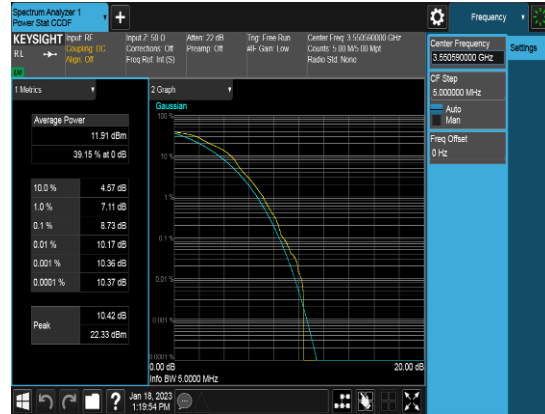 Spectrum Analyzer 1
Power Stat CCDF
+
Frequency
KEYSIGHT
RL
Input: RF
Coupling: DC
Align: Off
Input Z: 50 Ω
Corrections: Off
Freq Ref: Int (S)
Atten: 22 dB
Preamp: Off
Trig: Free Run
#IF Gain: Low
Center Freq: 3.550590000 GHz
Counts: 5.00 M/5.00 Mpt
Radio Std: None
1 Metrics
Average Power
11.91 dBm
39.15 % at 0 dB
10.0 % 4.57 dB
1.0 % 7.11 dB
0.1 % 8.73 dB
0.01 % 10.17 dB
0.001 % 10.36 dB
0.0001 % 10.37 dB
Peak
10.42 dB
22.33 dBm
2 Graph
Gaussian
100 %
10 %
1 %
0.1 %
0.01 %
0.001 %
0.0001 %
0.00 dB
20.00 dB
Info BW 5.0000 MHz
Center Frequency
3.550590000 GHz
Settings
CF Step
5.000000 MHz
Auto
Man
Freq Offset
0 Hz
?
Jan 18, 2023
1:19:54 PM